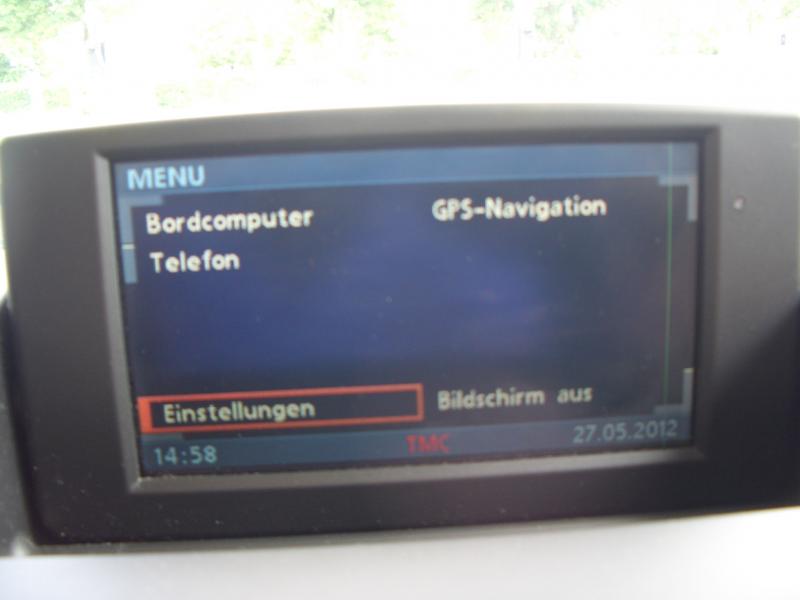 MENU
Bordcomputer GPS-Navigation
Telefon
Einstellungen Bildschirm aus
14:58 TMC 27.05.2012